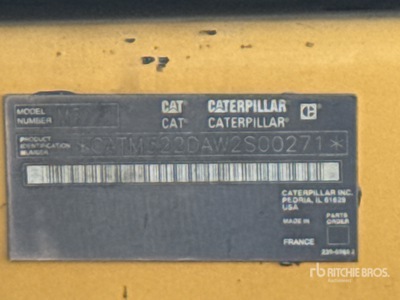 MODEL
NUMBER
CAT CATERPILLAR C
CAT CATERPILLAR
PRODUCT
IDENTIFICATION
NUMBER
*CATM322DAW2S00271*
CATERPILLAR INC.
PEORIA, IL 61629
USA
MADE IN
PARTS
ORDER
FRANCE
rb RITCHIE BROS.